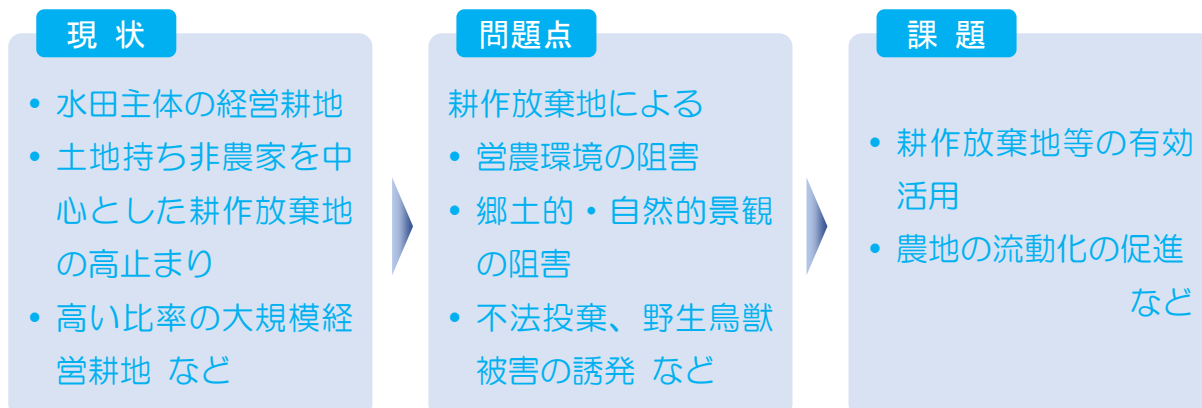 現 状
• 水田主体の経営耕地
• 土地持ち非農家を中
心とした耕作放棄地
の高止まり
• 高い比率の大規模経
営耕地 など
問題点
耕作放棄地による
• 営農環境の阻害
• 郷土的・自然的景観
の阻害
• 不法投棄、野生鳥獣
被害の誘発 など
課 題
• 耕作放棄地等の有効
活用
• 農地の流動化の促進
など